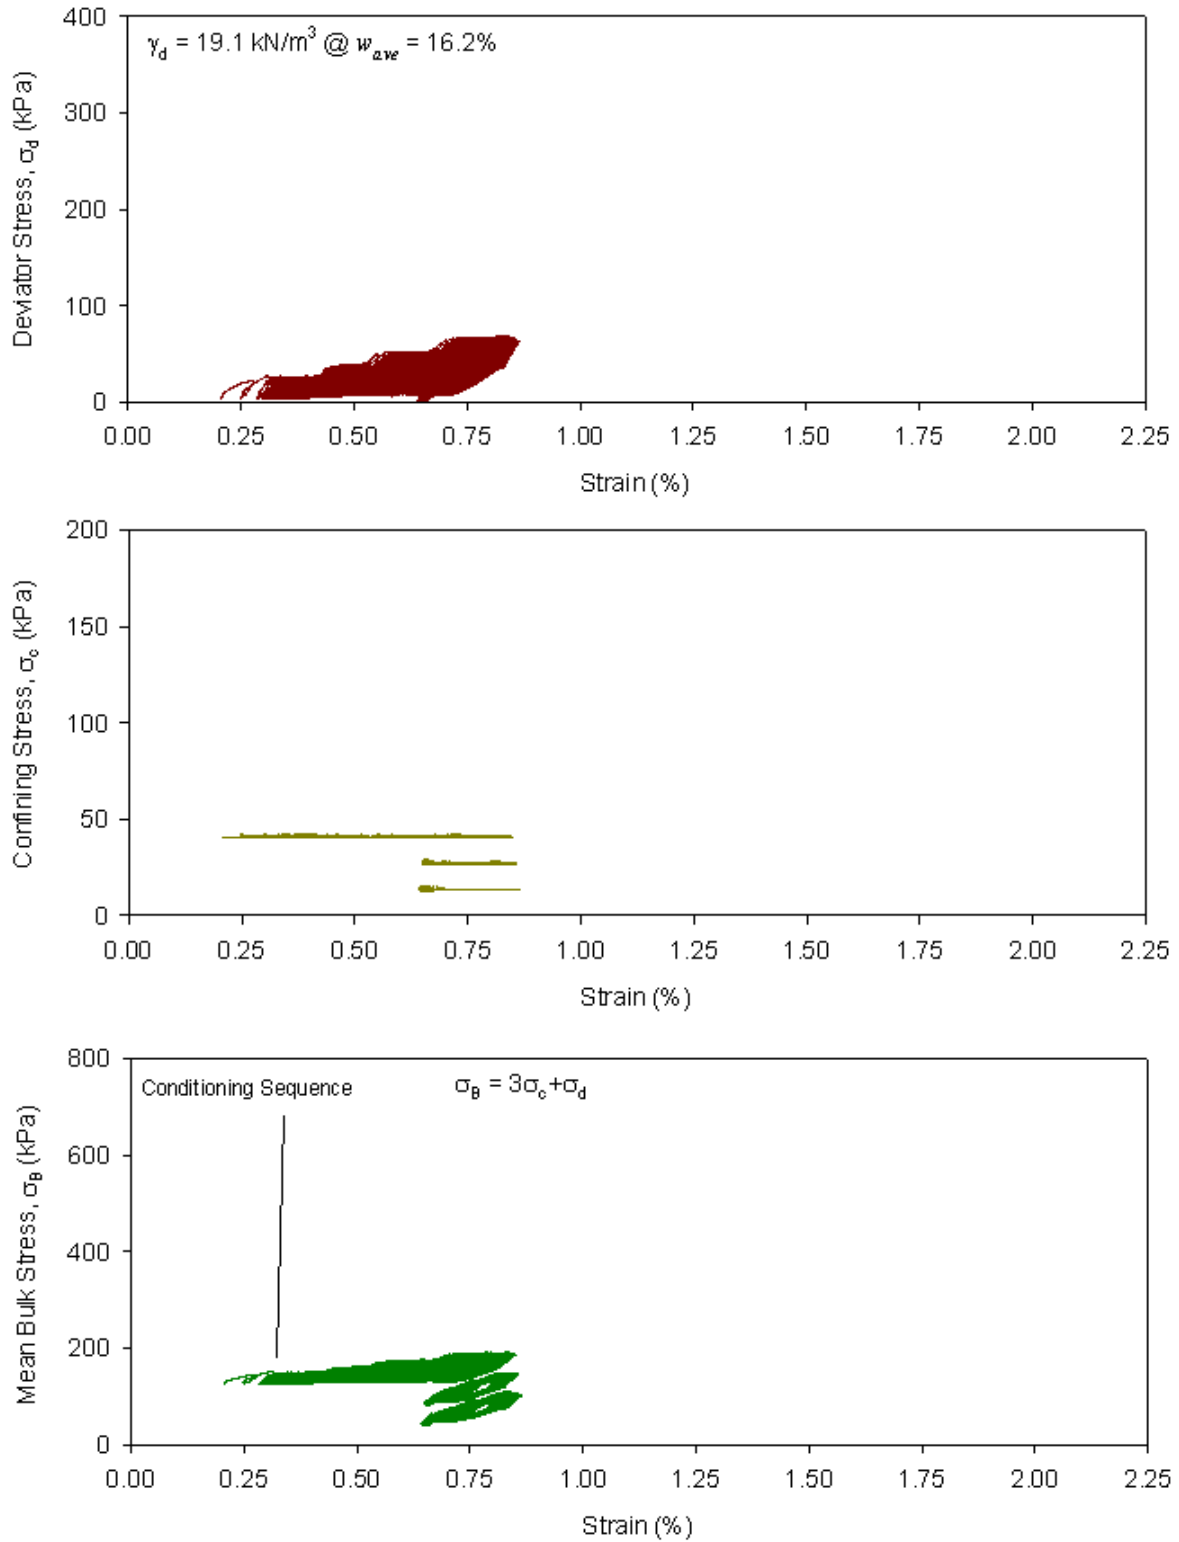 400
γd = 19.1 kN/m³ @ wave = 16.2%
300
200
100
0
Deviator Stress, σd (kPa)
0.00 0.25 0.50 0.75 1.00 1.25 1.50 1.75 2.00 2.25
Strain (%)
200
150
100
50
0
Confining Stress, σc (kPa)
0.00 0.25 0.50 0.75 1.00 1.25 1.50 1.75 2.00 2.25
Strain (%)
800
Conditioning Sequence σB = 3σc+σd
600
400
200
0
Mean Bulk Stress, σB (kPa)
0.00 0.25 0.50 0.75 1.00 1.25 1.50 1.75 2.00 2.25
Strain (%)